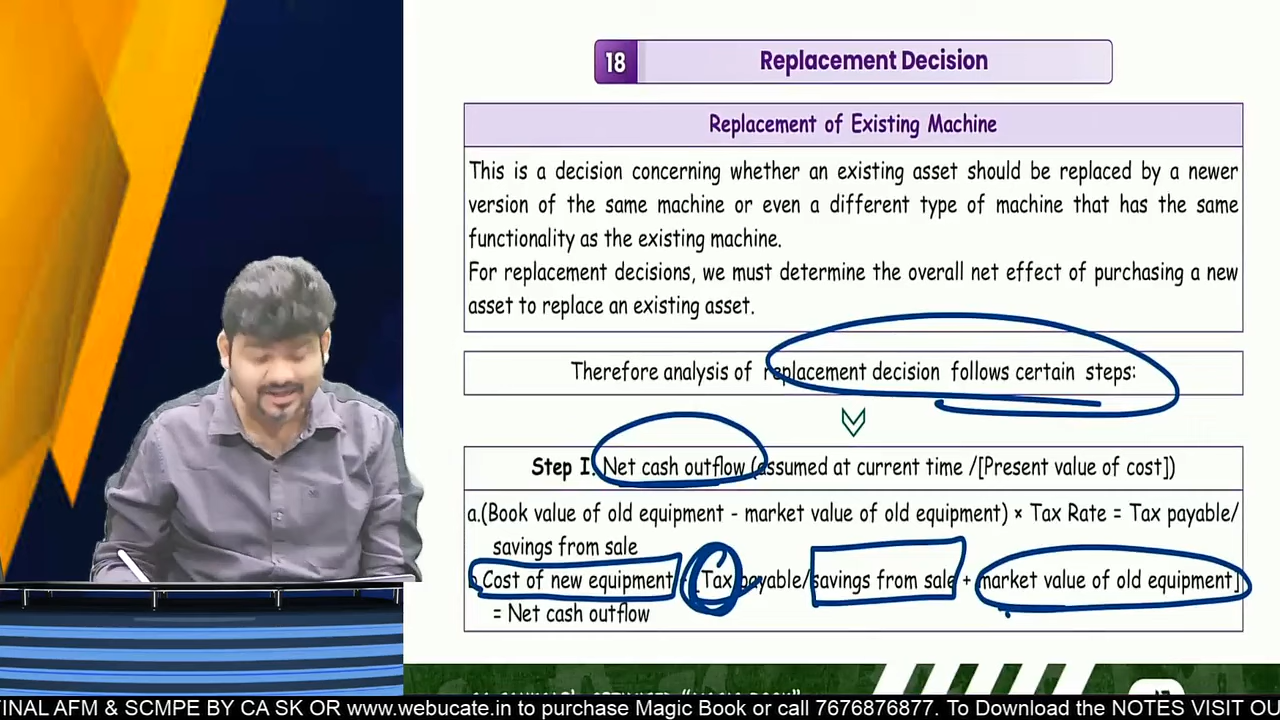 18
Replacement Decision
Replacement of Existing Machine
This is a decision concerning whether an existing asset should be replaced by a newer
version of the same machine or even a different type of machine that has the same
functionality as the existing machine.
For replacement decisions, we must determine the overall net effect of purchasing a new
asset to replace an existing asset.
Therefore analysis of replacement decision follows certain steps:
Step I. Net cash outflow (assumed at current time /[Present value of cost])
a.(Book value of old equipment - market value of old equipment) × Tax Rate = Tax payable/
savings from sale
Cost of new equipment [Tax payable/savings from sale + market value of old equipment]
= Net cash outflow
FINAL AFM & SCMPE BY CA SK OR www.webucate.in to purchase Magic Book or call 7676876877. To Download the NOTES VISIT OU